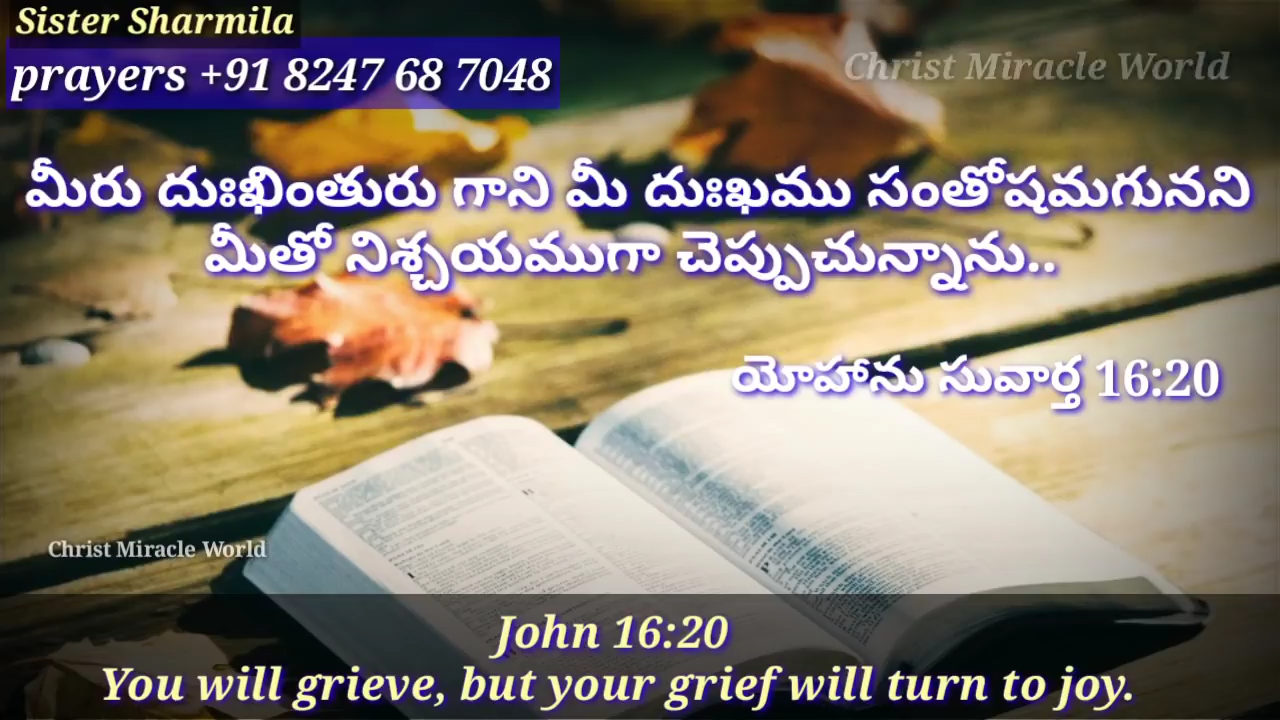 Sister Sharmila
prayers +91 8247 68 7048
Christ Miracle World
మీరు దుఃఖింతురు గాని మీ దుఃఖము సంతోషమగునని
మీతో నిశ్చయముగా చెప్పుచున్నాను..
యోహాను సువార్త 16:20
Christ Miracle World
John 16:20
You will grieve, but your grief will turn to joy.